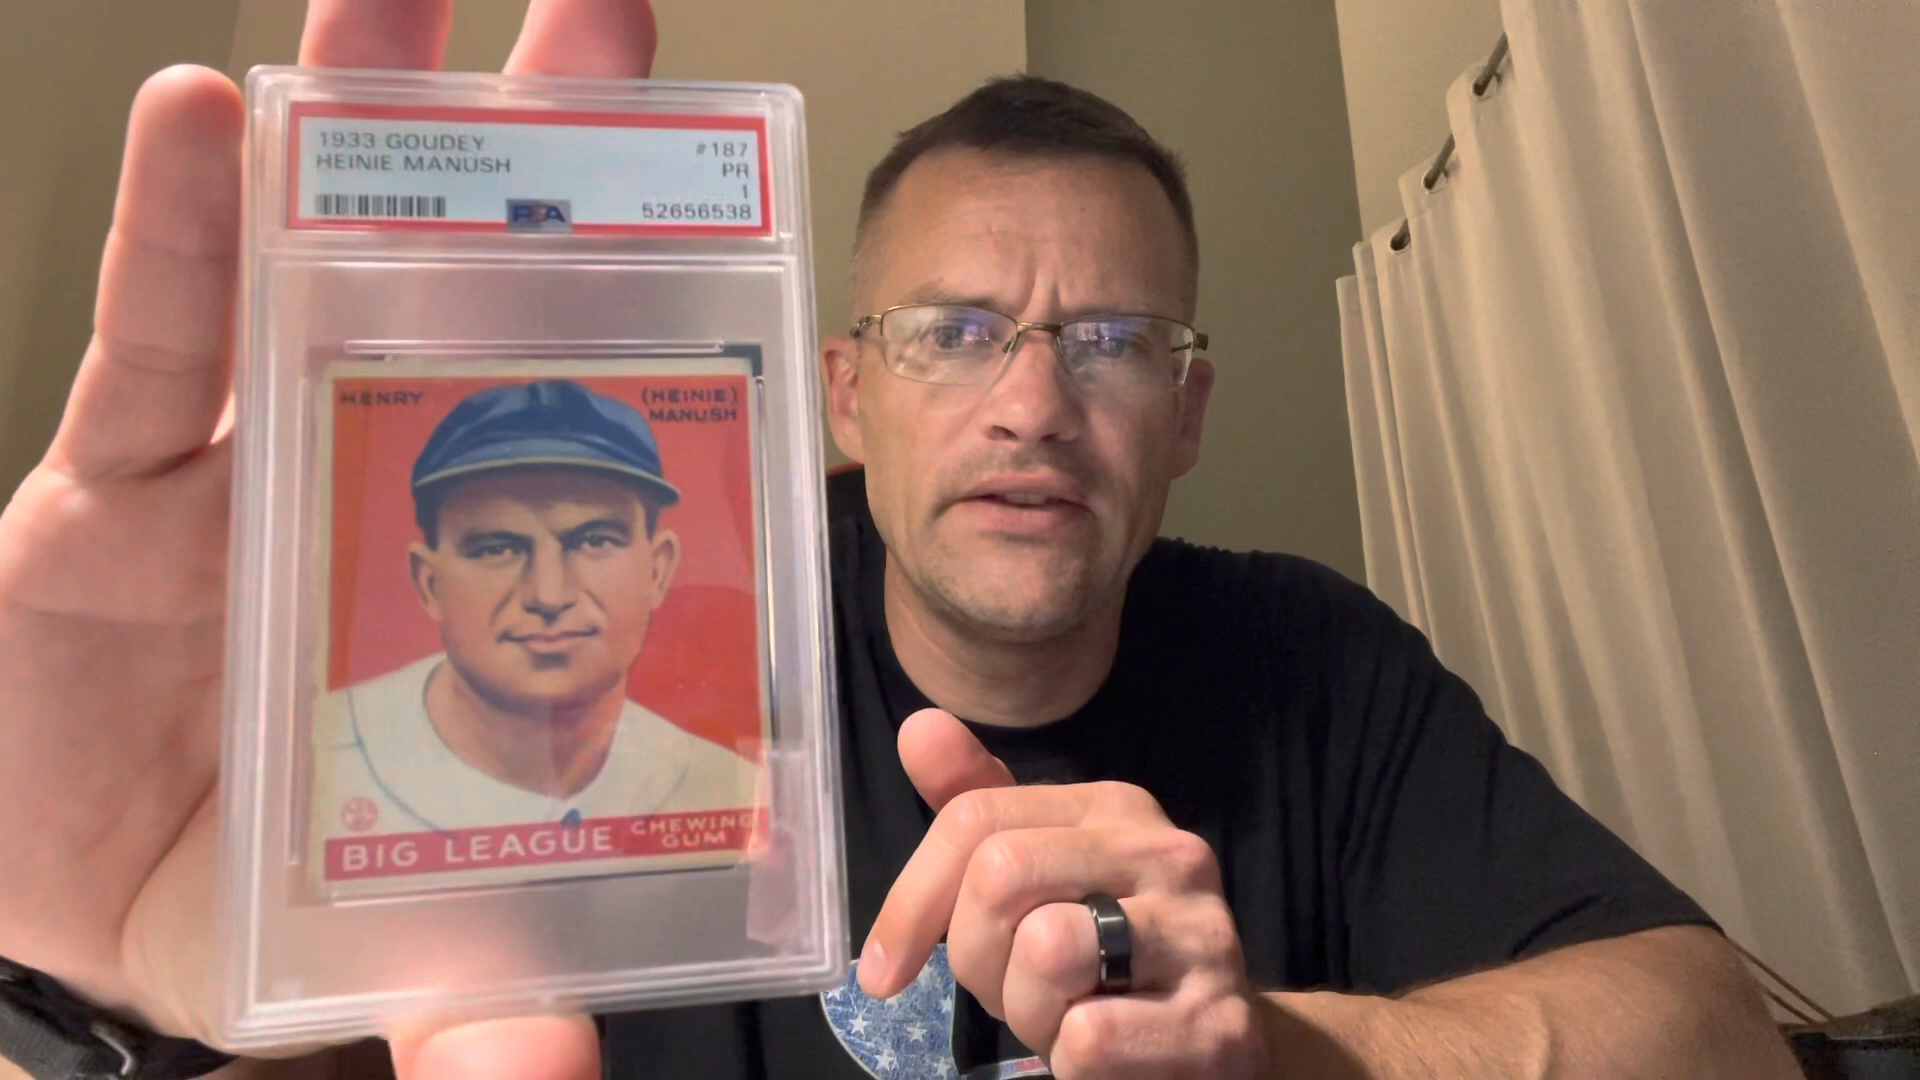 1933 GOUDEY #187
HEINIE MANUSH PR
1
PSA 52656538
HENRY (HEINIE)
MANUSH
BIG LEAGUE CHEWING
GUM